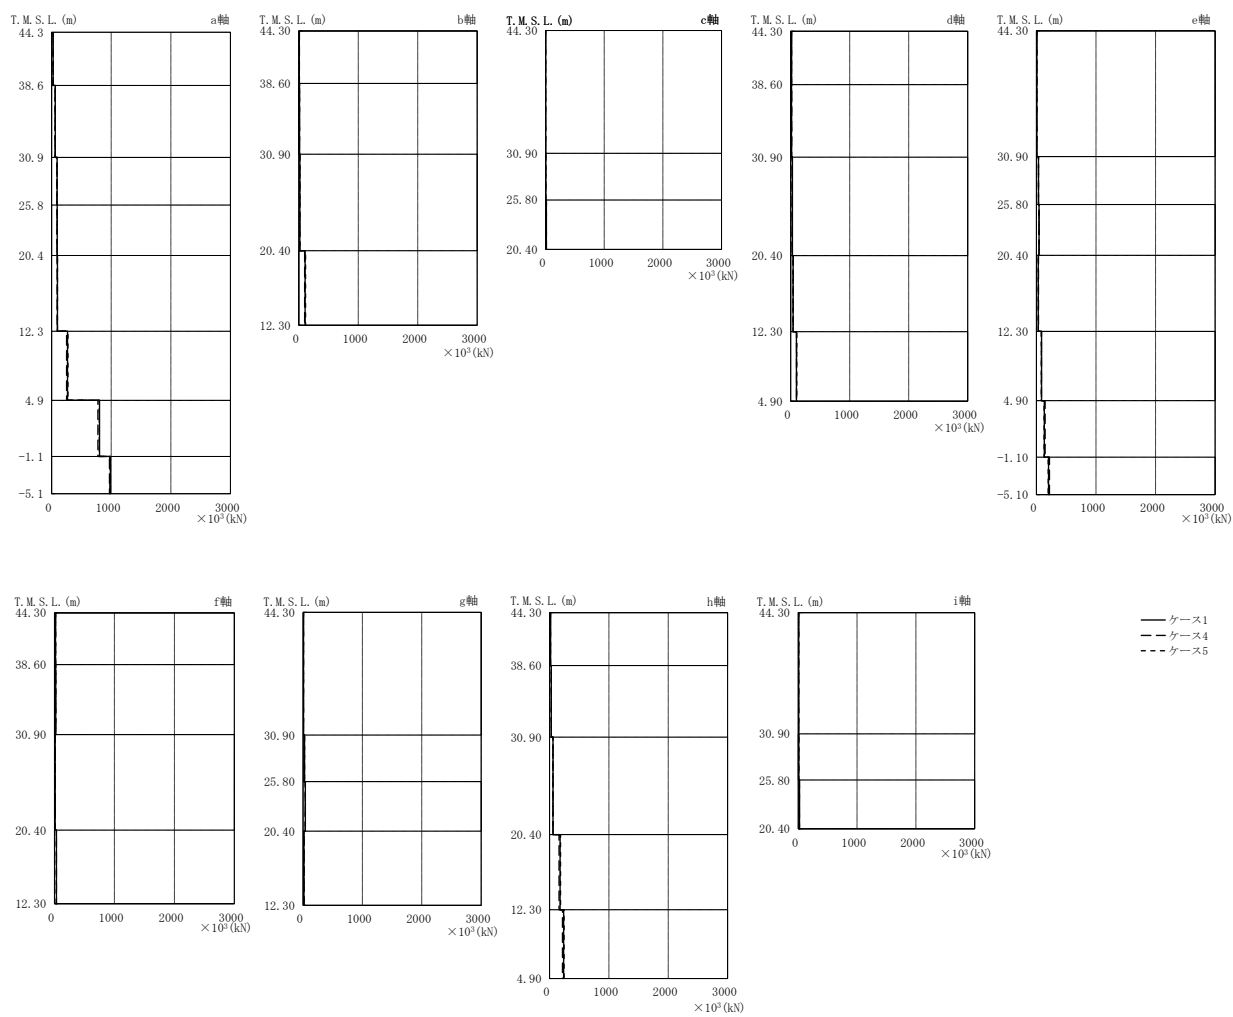 T.M.S.L.(m) a軸
44.3
38.6
30.9
25.8
20.4
12.3
4.9
-1.1
-5.1
0 1000 2000 3000
×10³(kN)
T.M.S.L.(m) b軸
44.30
38.60
30.90
20.40
12.30
0 1000 2000 3000
×10³(kN)
T.M.S.L.(m) c軸
44.30
30.90
25.80
20.40
0 1000 2000 3000
×10³(kN)
T.M.S.L.(m) d軸
44.30
38.60
30.90
20.40
12.30
4.90
0 1000 2000 3000
×10³(kN)
T.M.S.L.(m) e軸
44.30
30.90
25.80
20.40
12.30
4.90
-1.10
-5.10
0 1000 2000 3000
×10³(kN)
T.M.S.L.(m) f軸
44.30
38.60
30.90
20.40
12.30
0 1000 2000 3000
×10³(kN)
T.M.S.L.(m) g軸
44.30
30.90
25.80
20.40
12.30
0 1000 2000 3000
×10³(kN)
T.M.S.L.(m) h軸
44.30
38.60
30.90
20.40
12.30
4.90
0 1000 2000 3000
×10³(kN)
T.M.S.L.(m) i軸
44.30
30.90
25.80
20.40
0 1000 2000 3000
×10³(kN)
ケース1
ケース4
ケース5